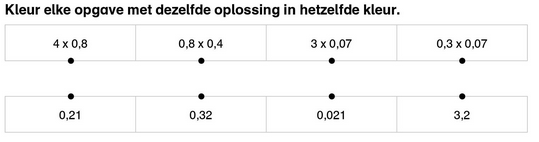 Kleur elke opgave met dezelfde oplossing in hetzelfde kleur.
4 x 0,8 0,8 x 0,4 3 x 0,07 0,3 x 0,07
0,21 0,32 0,021 3,2